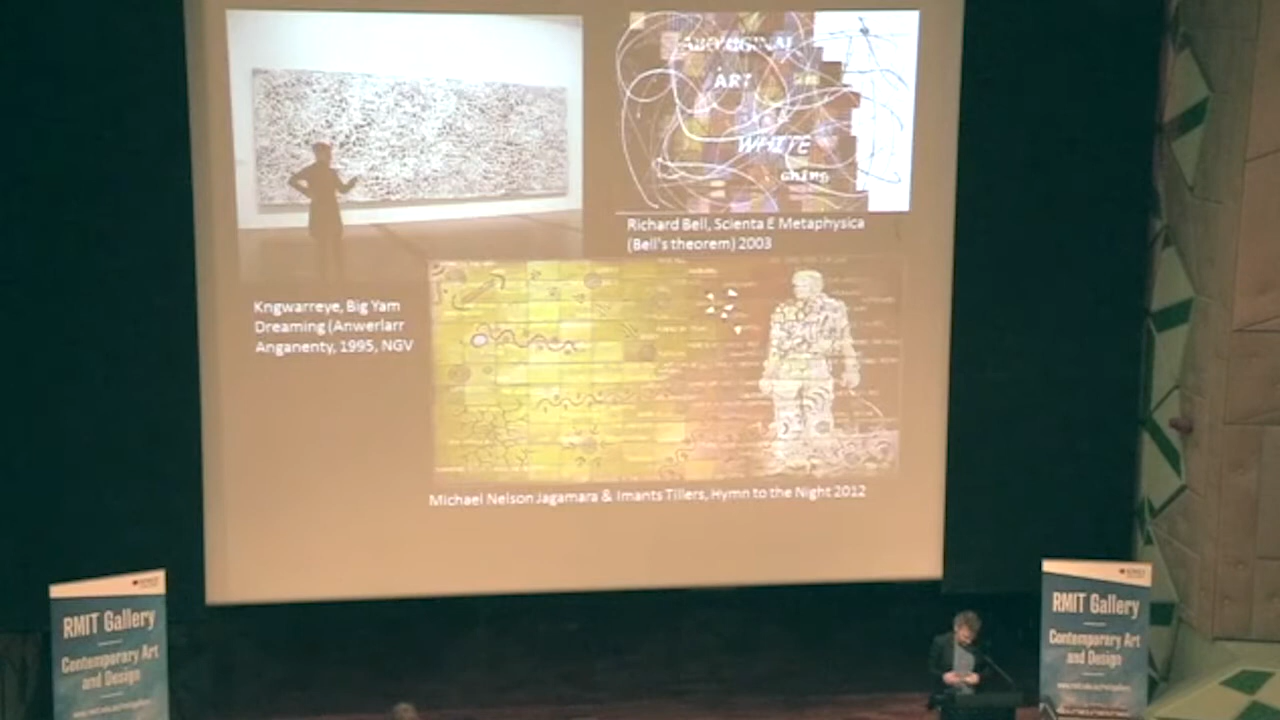 ABORIGINAL
ART
WHITE
THING
Richard Bell, Scienta E Metaphysica
(Bell's theorem) 2003
Kngwarreye, Big Yam
Dreaming (Anwerlarr
Anganenty, 1995, NGV
Michael Nelson Jagamara & Imants Tillers, Hymn to the Night 2012
RMIT Gallery
Contemporary Art
and Design
RMIT Gallery
Contemporary Art
and Design